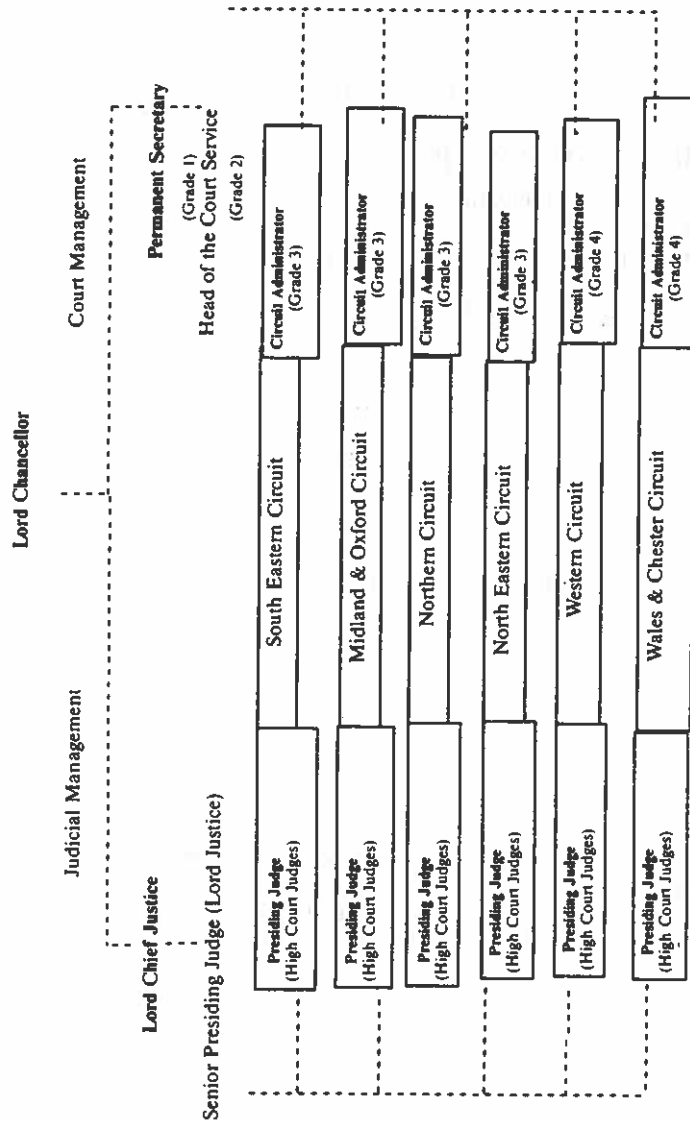 Lord Chancellor
Judicial Management
Court Management
Lord Chief Justice
Permanent Secretary
(Grade 1)
Senior Presiding Judge (Lord Justice)
Head of the Court Service
(Grade 2)
Presiding Judge
(High Court Judges)
South Eastern Circuit
Circuit Administrator
(Grade 3)
Presiding Judge
(High Court Judges)
Midland & Oxford Circuit
Circuit Administrator
(Grade 3)
Presiding Judge
(High Court Judges)
Northern Circuit
Circuit Administrator
(Grade 3)
Presiding Judge
(High Court Judges)
North Eastern Circuit
Circuit Administrator
(Grade 3)
Presiding Judge
(High Court Judges)
Western Circuit
Circuit Administrator
(Grade 4)
Presiding Judge
(High Court Judges)
Wales & Chester Circuit
Circuit Administrator
(Grade 4)